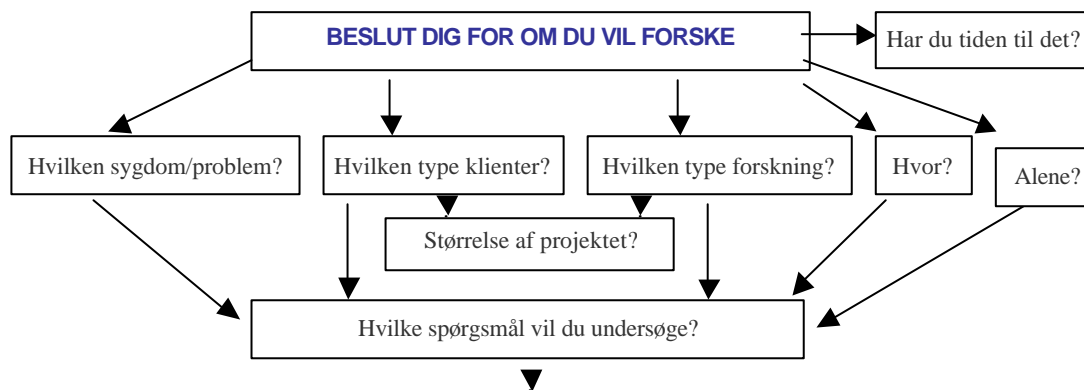 BESLUT DIG FOR OM DU VIL FORSKE
Har du tiden til det?
Hvilken sygdom/problem?
Hvilken type klienter?
Hvilken type forskning?
Hvor?
Alene?
Størrelse af projektet?
Hvilke spørgsmål vil du undersøge?